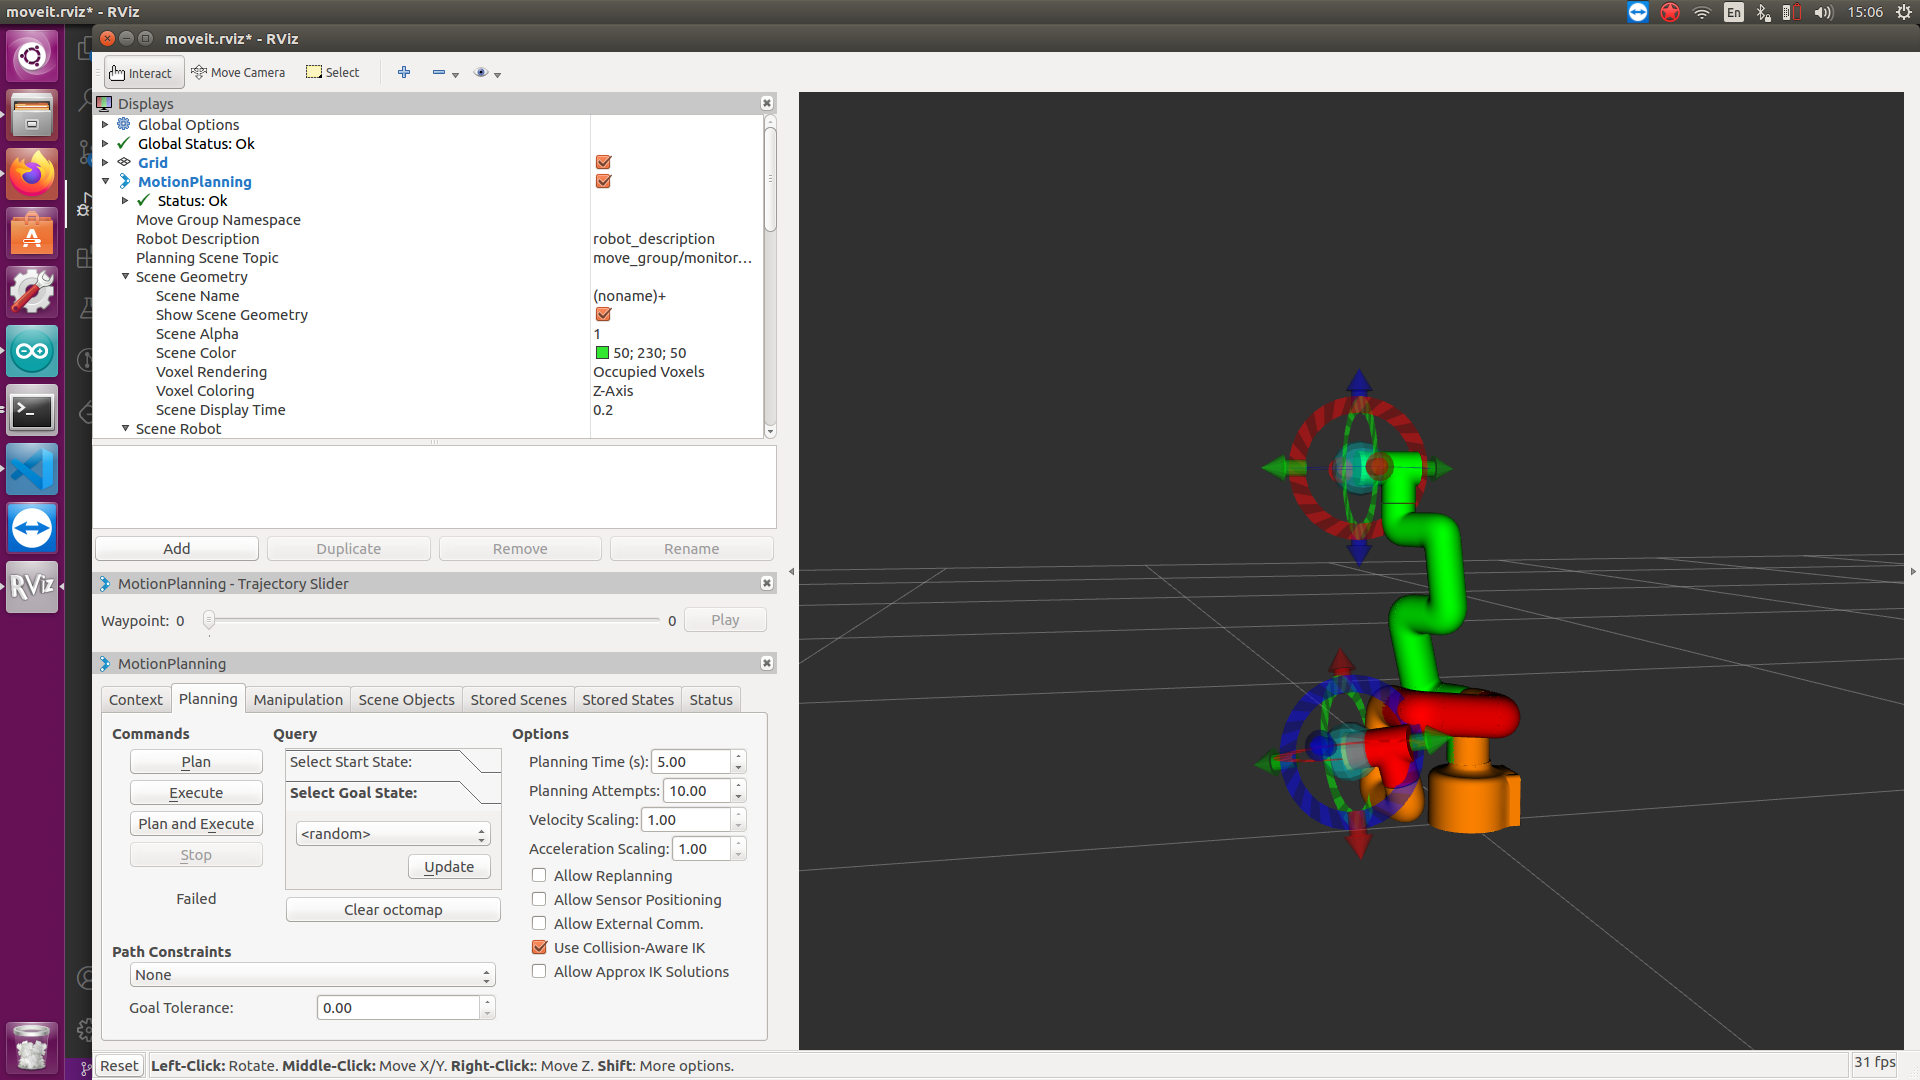 moveit.rviz* - RViz
En
15:06
moveit.rviz* - RViz
Interact
Move Camera
Select
Displays
Global Options
Global Status: Ok
Grid
MotionPlanning
Status: Ok
Move Group Namespace
Robot Description robot_description
Planning Scene Topic move_group/monitor...
Scene Geometry
Scene Name (noname)+
Show Scene Geometry
Scene Alpha 1
Scene Color 50; 230; 50
Voxel Rendering Occupied Voxels
Voxel Coloring Z-Axis
Scene Display Time 0.2
Scene Robot
Add Duplicate Remove Rename
MotionPlanning - Trajectory Slider
RViz
Waypoint: 0 0 Play
MotionPlanning
Context Planning Manipulation Scene Objects Stored Scenes Stored States Status
Commands
Plan
Execute
Plan and Execute
Stop
Failed
Query
Select Start State:
Select Goal State:
<random>
Update
Clear octomap
Options
Planning Time (s): 5.00
Planning Attempts: 10.00
Velocity Scaling: 1.00
Acceleration Scaling: 1.00
Allow Replanning
Allow Sensor Positioning
Allow External Comm.
Use Collision-Aware IK
Allow Approx IK Solutions
Path Constraints
None
Goal Tolerance: 0.00
Reset
Left-Click: Rotate. Middle-Click: Move X/Y. Right-Click:: Move Z. Shift: More options.
31 fps